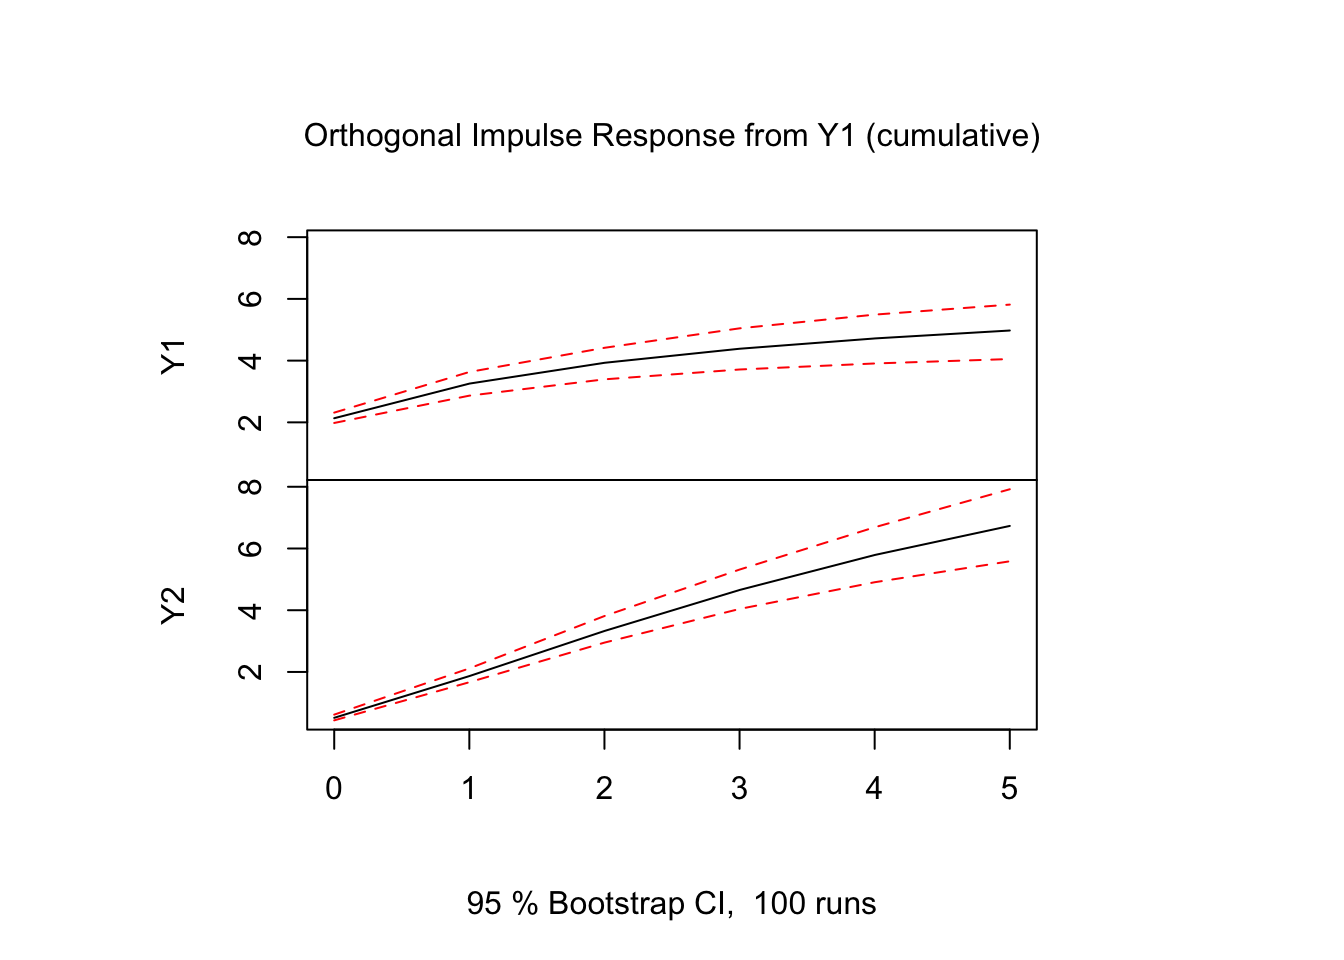 Orthogonal Impulse Response from Y1 (cumulative)
Y1
8
6
4
2
Y2
8
6
4
2
0 1 2 3 4 5
95 % Bootstrap CI,  100 runs